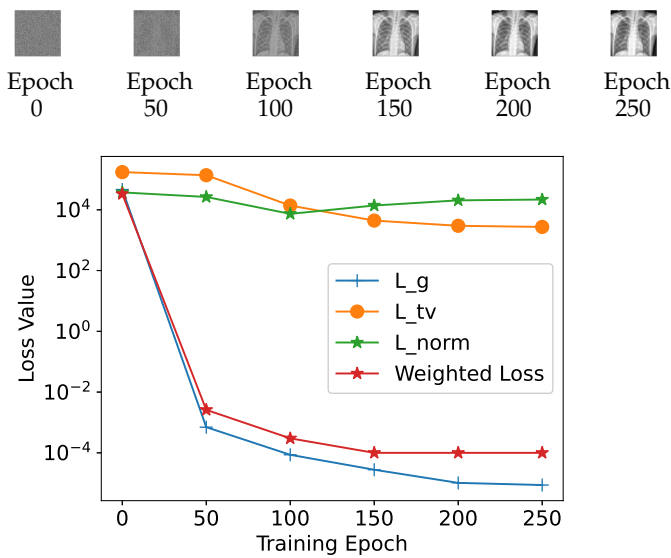 Epoch Epoch Epoch Epoch Epoch Epoch
0 50 100 150 200 250
10^4
10^2
10^0
10^−2
10^−4
Loss Value
L_g
L_tv
L_norm
Weighted Loss
0 50 100 150 200 250
Training Epoch